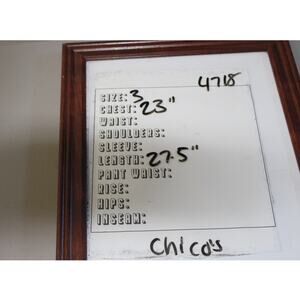 4718
SIZE: 3
CHEST: 23"
WAIST:
SHOULDERS:
SLEEVE:
LENGTH: 27.5"
PANT WAIST:
RISE:
HIPS:
INSEAM:
Chico's